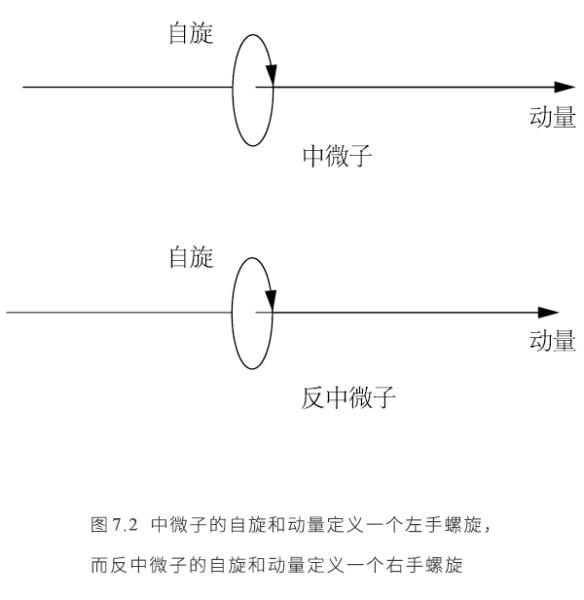 自旋
动量
中微子
自旋
动量
反中微子
图 7.2 中微子的自旋和动量定义一个左手螺旋，
而反中微子的自旋和动量定义一个右手螺旋